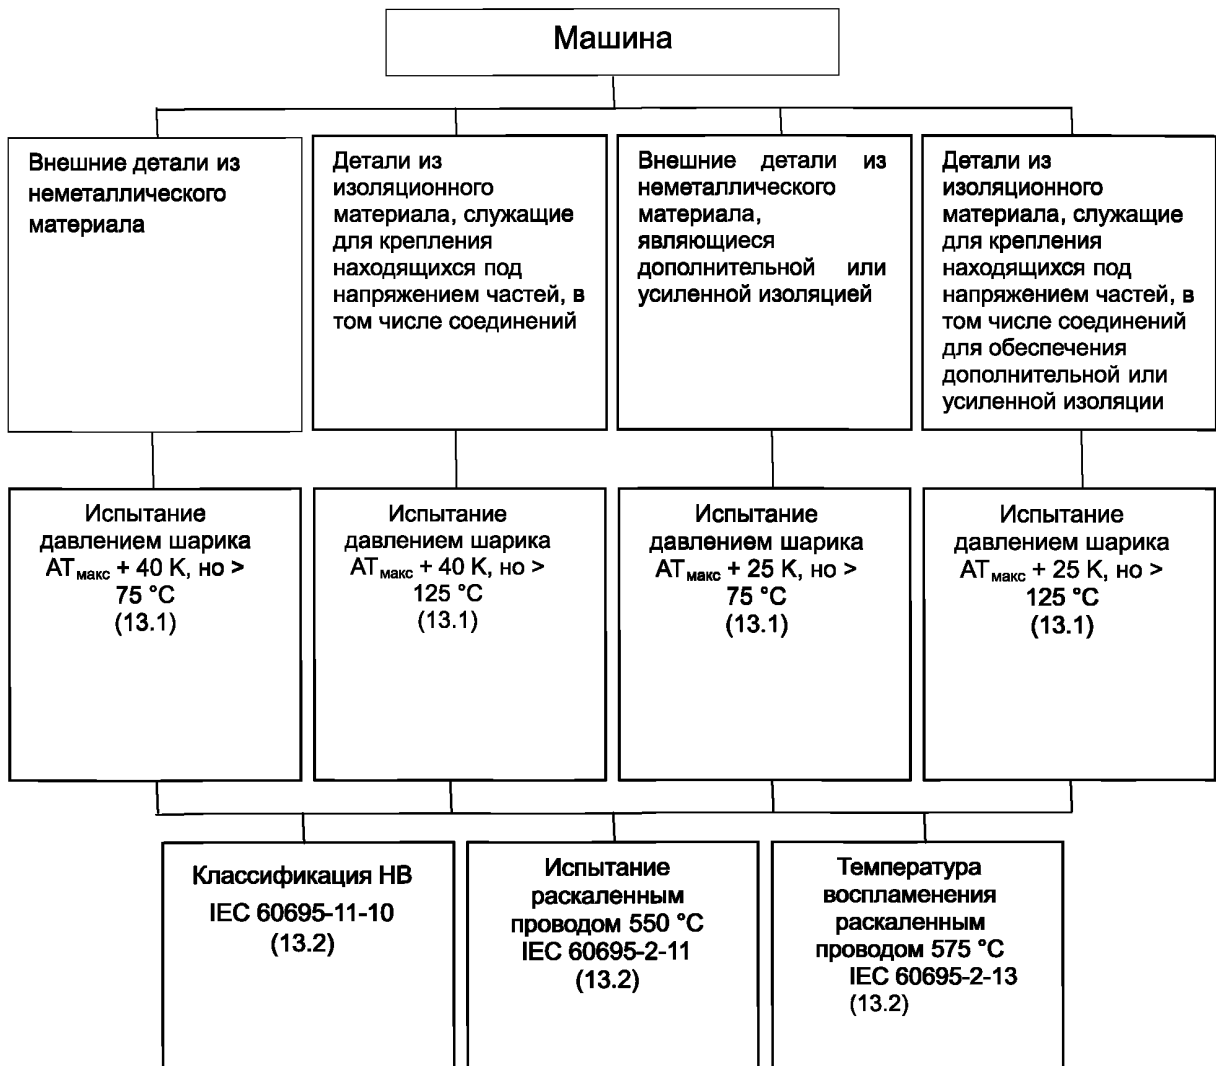 Машина
Внешние детали из
неметаллического
материала
Детали из
изоляционного
материала, служащие
для крепления
находящихся под
напряжением частей, в
том числе соединений
Внешние детали из
неметаллического
материала,
являющиеся
дополнительной или
усиленной изоляцией
Детали из
изоляционного
материала, служащие
для крепления
находящихся под
напряжением частей, в
том числе соединений
для обеспечения
дополнительной или
усиленной изоляции
Испытание
давлением шарика
АТмакс + 40 К, но >
75 °С
(13.1)
Испытание
давлением шарика
АТмакс + 40 К, но >
125 °С
(13.1)
Испытание
давлением шарика
АТмакс + 25 К, но >
75 °С
(13.1)
Испытание
давлением шарика
АТмакс + 25 К, но >
125 °С
(13.1)
Классификация НВ
IEC 60695-11-10
(13.2)
Испытание
раскаленным
проводом 550 °С
IEC 60695-2-11
(13.2)
Температура
воспламенения
раскаленным
проводом 575 °С
IEC 60695-2-13
(13.2)